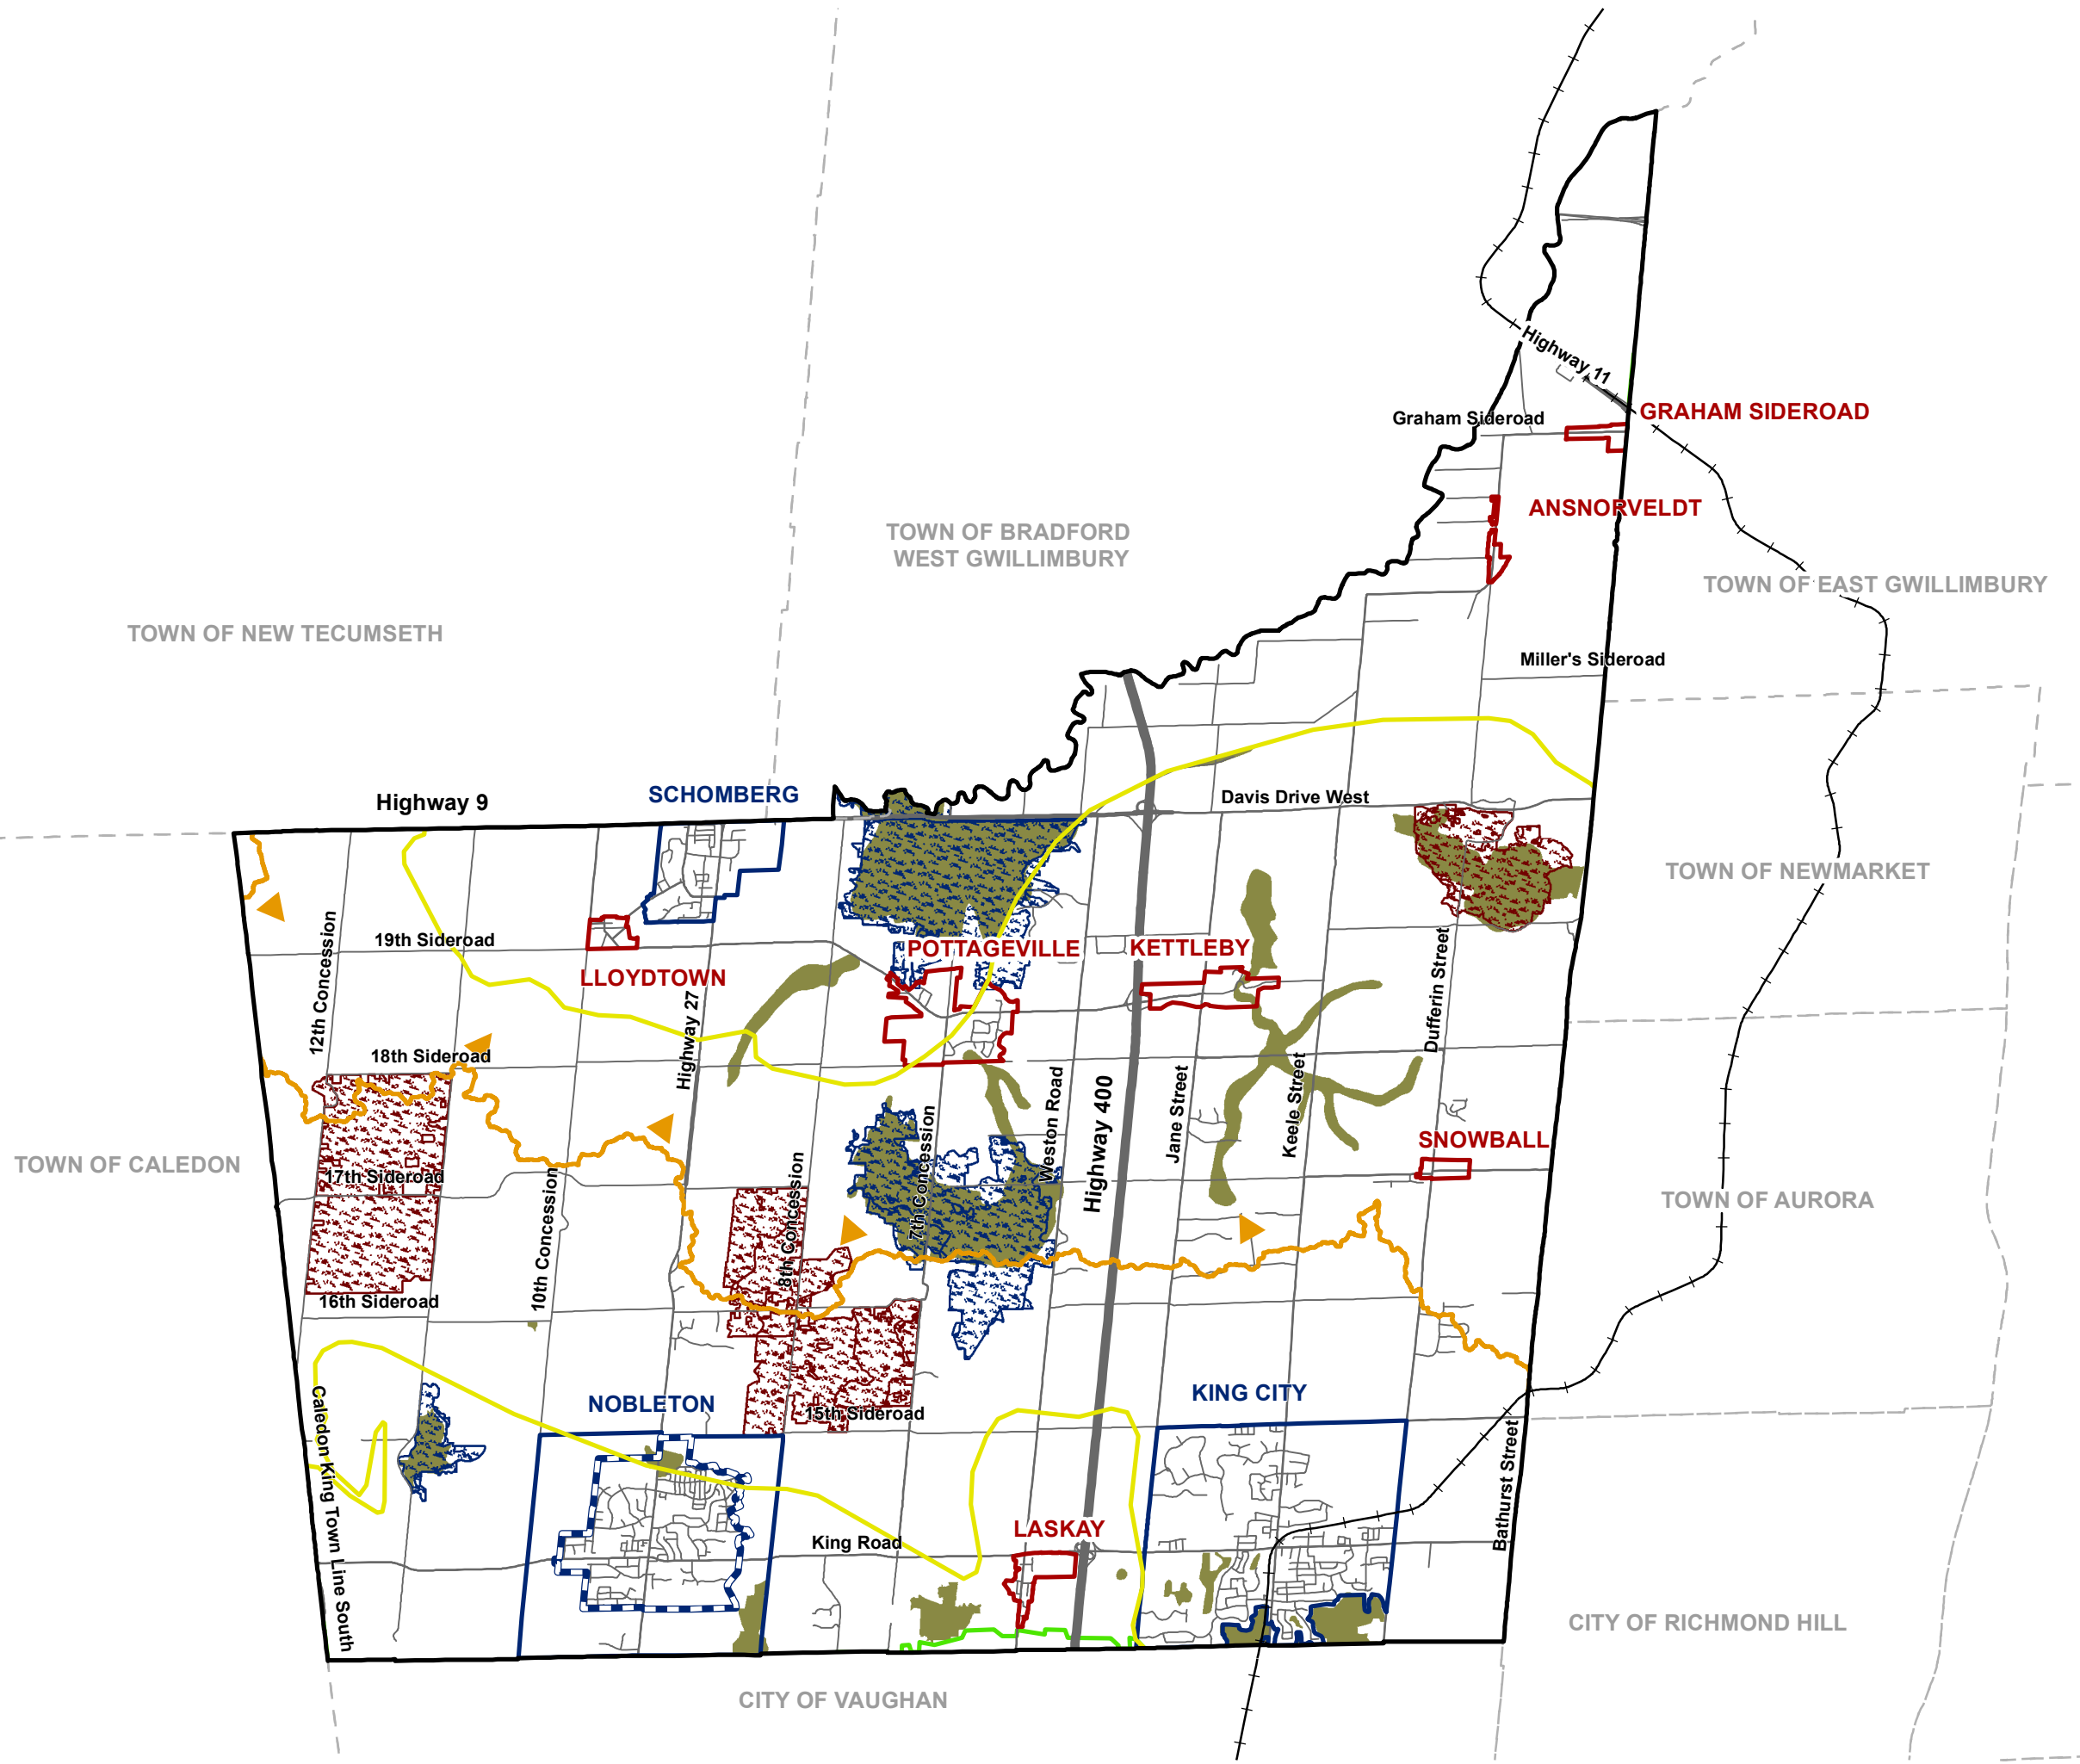 Highway 11
GRAHAM SIDEROAD
Graham Sideroad
ANSNORVELDT
TOWN OF BRADFORD
WEST GWILLIMBURY
TOWN OF EAST GWILLIMBURY
TOWN OF NEW TECUMSETH
Miller's Sideroad
SCHOMBERG
Davis Drive West
Highway 9
TOWN OF NEWMARKET
19th Sideroad
POTTAGEVILLE
KETTLEBY
LLOYDTOWN
12th Concession
Highway 27
Dufferin Street
18th Sideroad
Weston Road
Highway 400
Jane Street
Keele Street
SNOWBALL
TOWN OF CALEDON
17th Sideroad
10th Concession
8th Concession
7th Concession
TOWN OF AURORA
16th Sideroad
NOBLETON
KING CITY
15th Sideroad
Caledon King Town Line South
Bathurst Street
LASKAY
King Road
CITY OF RICHMOND HILL
CITY OF VAUGHAN